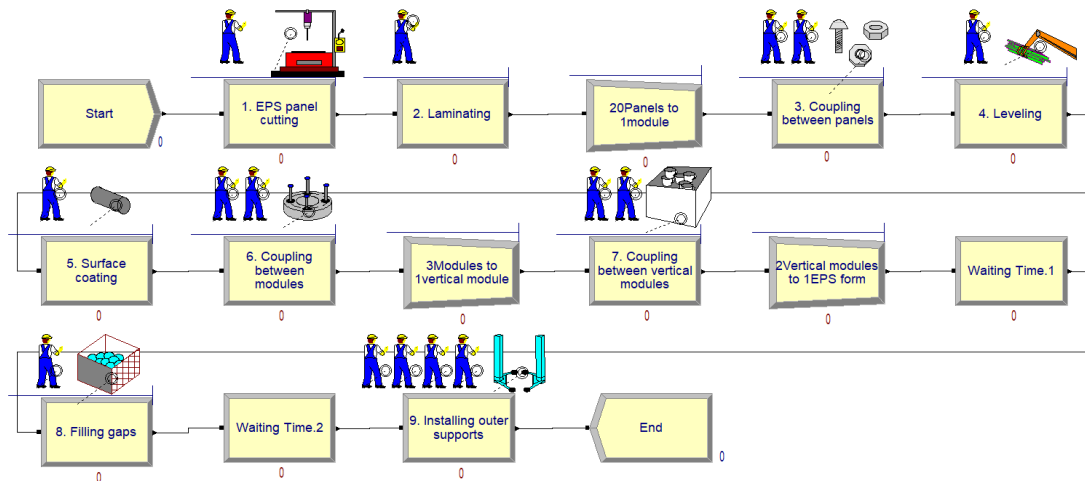 Start
1. EPS panel
cutting
2. Laminating
20Panels to
1module
3. Coupling
between panels
4. Leveling
0
0
0
0
0
0
5. Surface
coating
6. Coupling
between
modules
3Modules to
1vertical module
7. Coupling
between vertical
modules
2Vertical modules
to 1EPS form
Waiting Time.1
0
0
0
0
0
0
8. Filling gaps
Waiting Time.2
9. Installing outer
supports
End
0
0
0
0